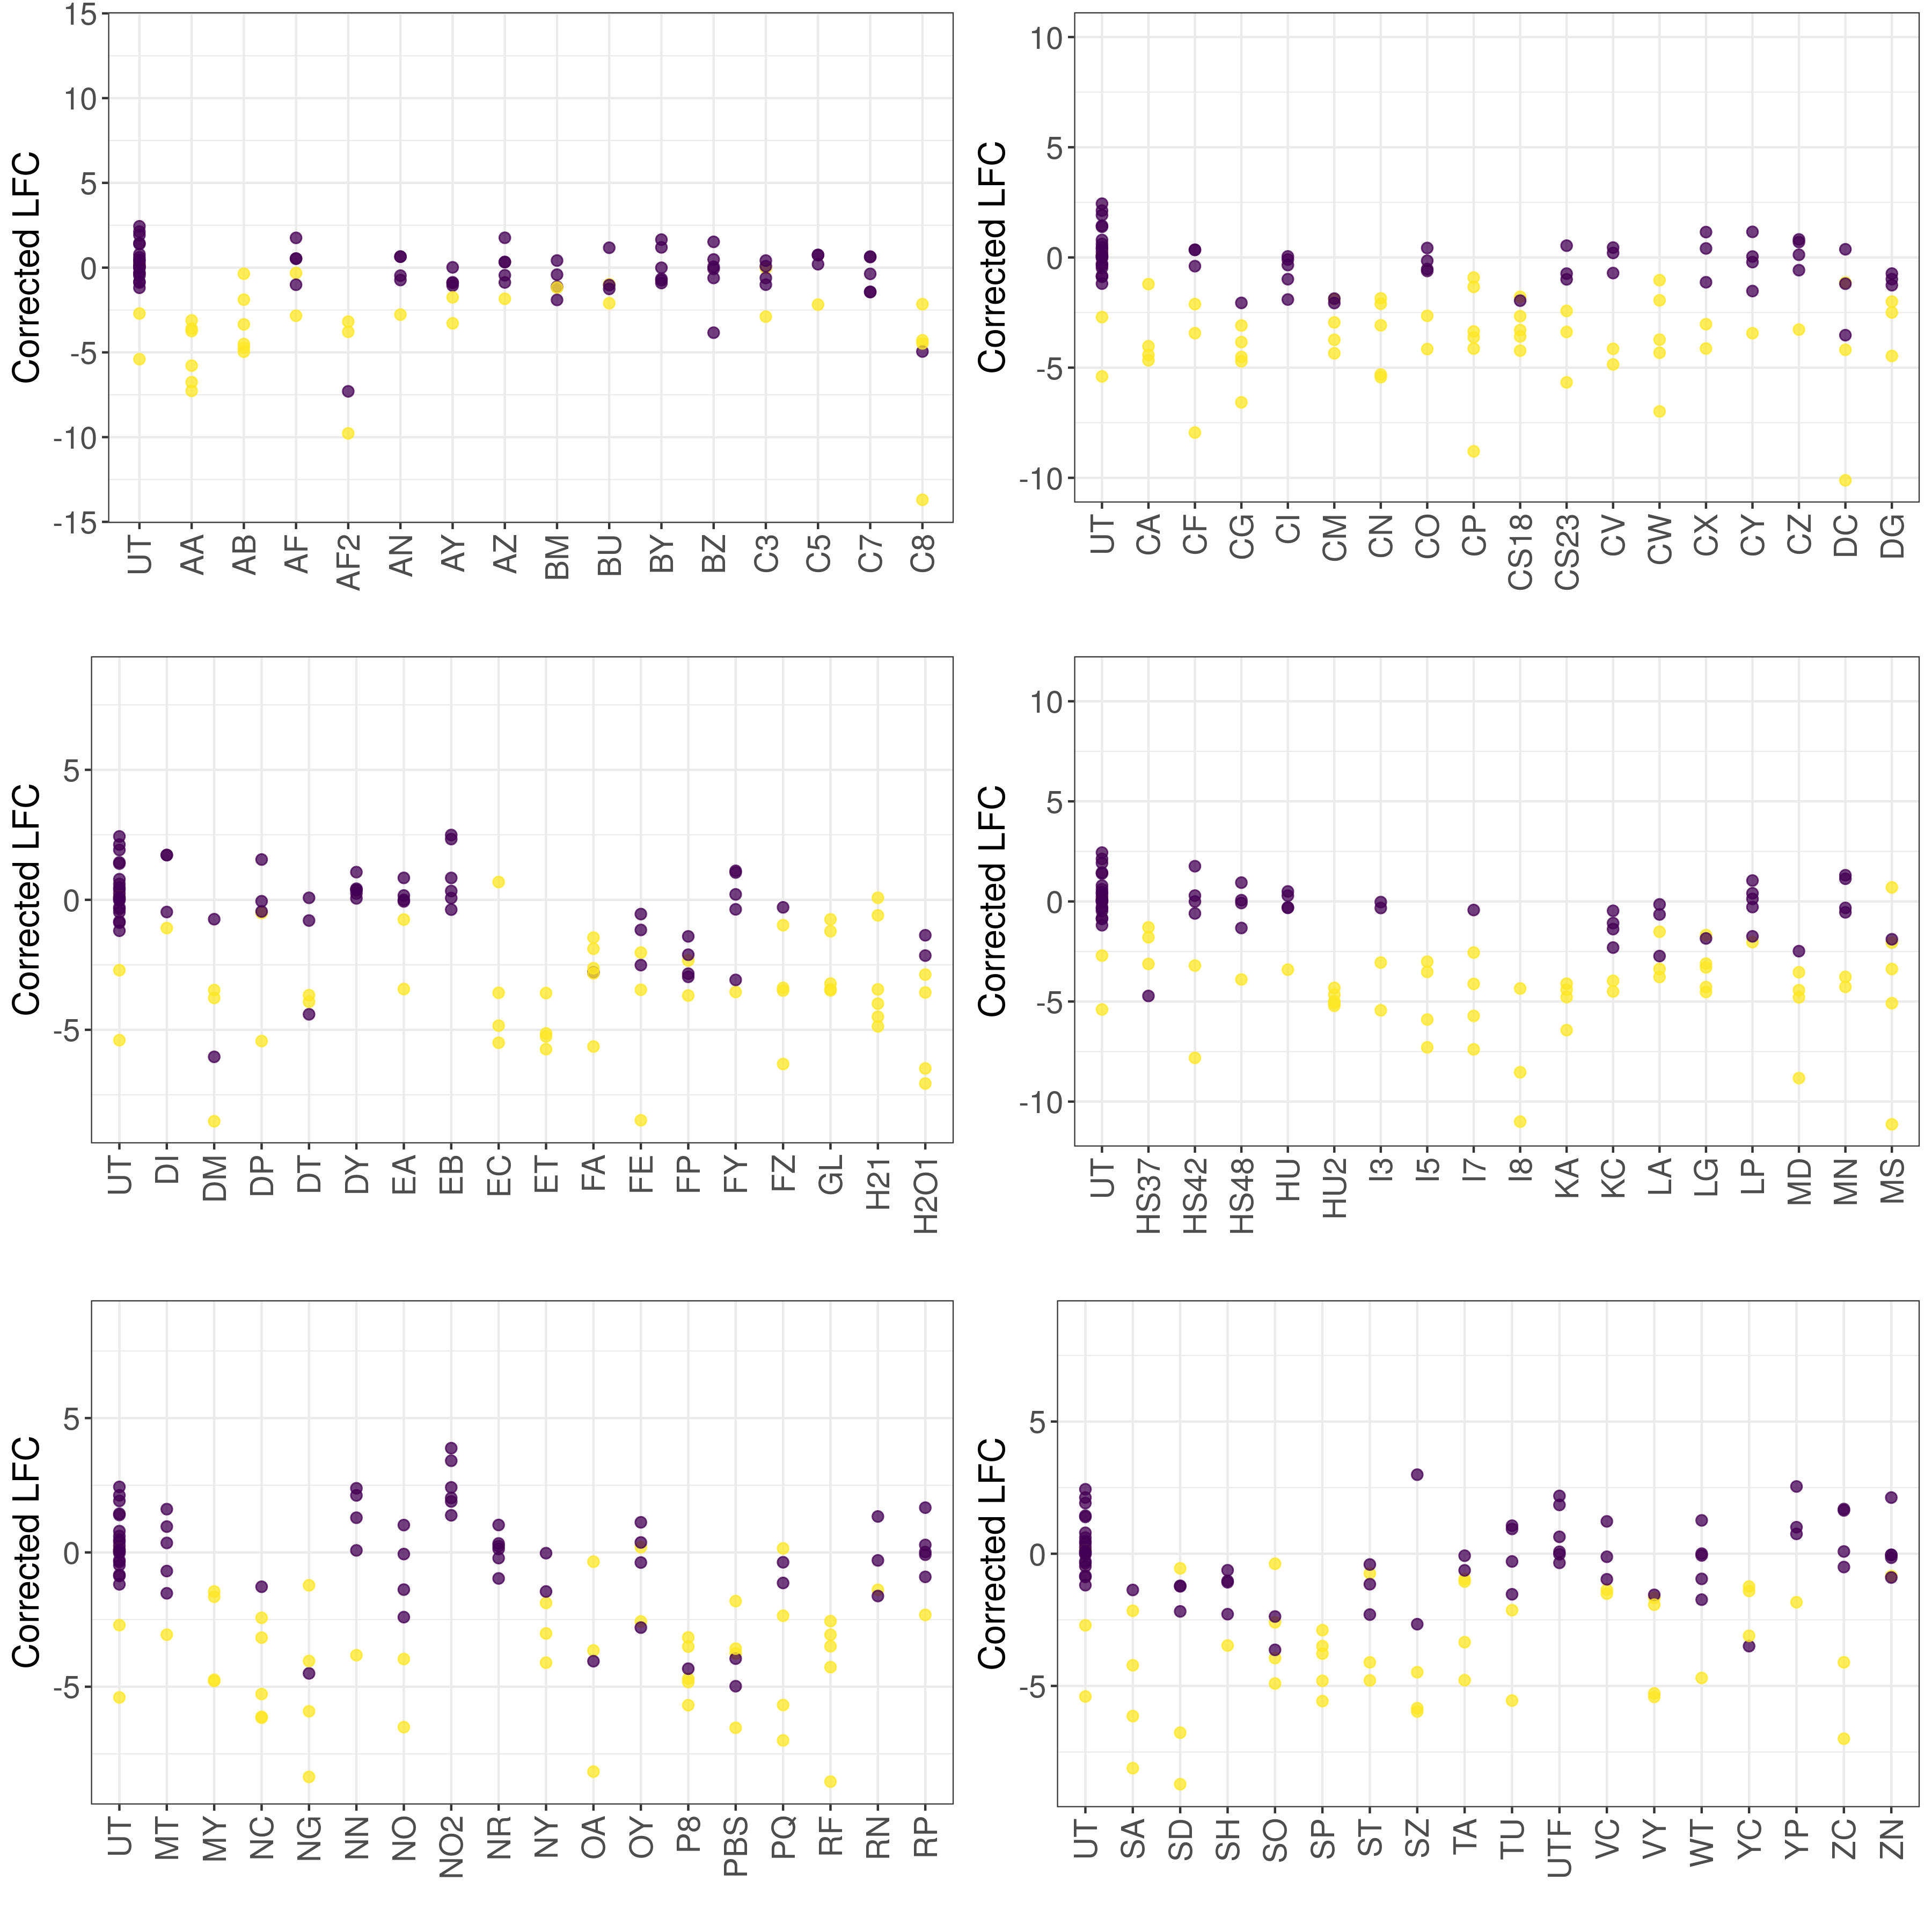 Corrected LFC
15
10
5
0
-5
-10
-15
UT AA AB AF AF2 AN AY AZ BM BU BY BZ C3 C5 C7 C8
Corrected LFC
10
5
0
-5
-10
UT CA CF CG CI CM CN CO CP CS18 CS23 CV CW CX CY CZ DC DG
Corrected LFC
5
0
-5
UT DI DM DP DT DY EA EB EC ET FA FE FP FY FZ GL H21 H2O1
Corrected LFC
10
5
0
-5
-10
UT HS37 HS42 HS48 HU HU2 I3 I5 I7 I8 KA KC LA LG LP MD MN MS
Corrected LFC
5
0
-5
UT MT MY NC NG NN NO NO2 NR NY OA OY P8 PBS PQ RF RN RP
Corrected LFC
5
0
-5
UT SA SD SH SO SP ST SZ TA TU UTF VC VY WT YC YP ZC ZN